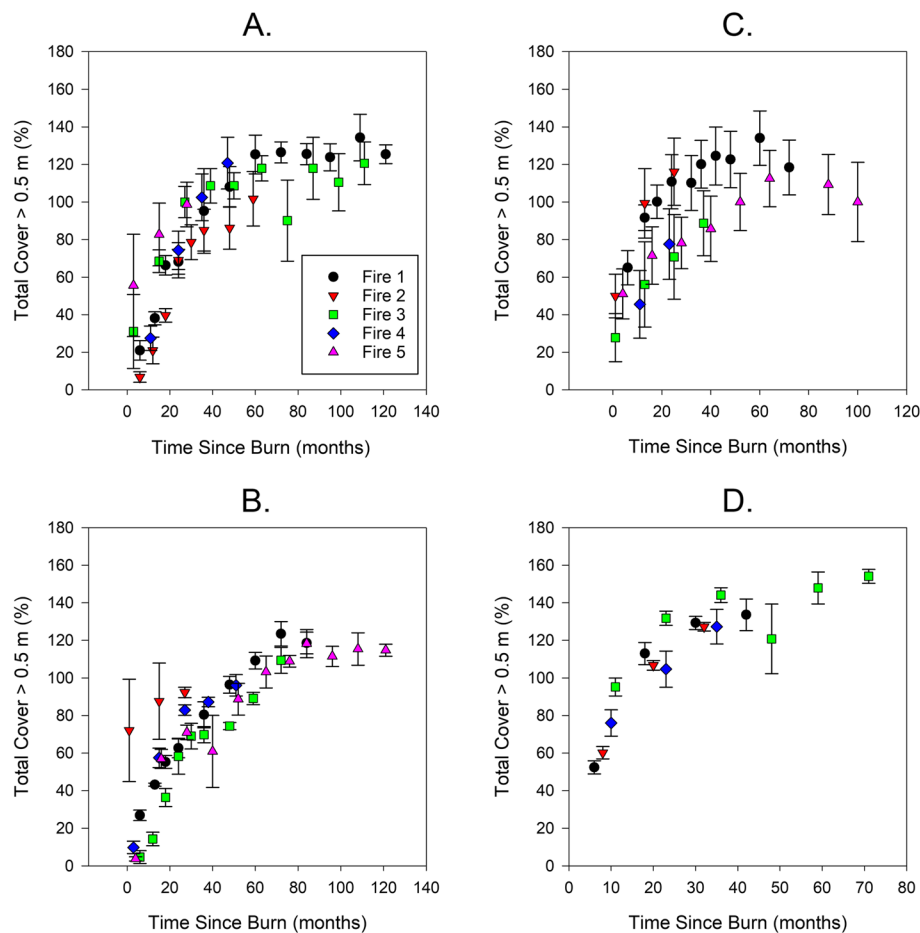 A.
180
160
140
120
100
80
60
40
20
0
Total Cover > 0.5 m (%)
0 20 40 60 80 100 120 140
Time Since Burn (months)
Fire 1
Fire 2
Fire 3
Fire 4
Fire 5
C.
180
160
140
120
100
80
60
40
20
0
Total Cover > 0.5 m (%)
0 20 40 60 80 100 120
Time Since Burn (months)
B.
180
160
140
120
100
80
60
40
20
0
Total Cover > 0.5 m (%)
0 20 40 60 80 100 120 140
Time Since Burn (months)
D.
180
160
140
120
100
80
60
40
20
0
Total Cover > 0.5 m (%)
0 10 20 30 40 50 60 70 80
Time Since Burn (months)